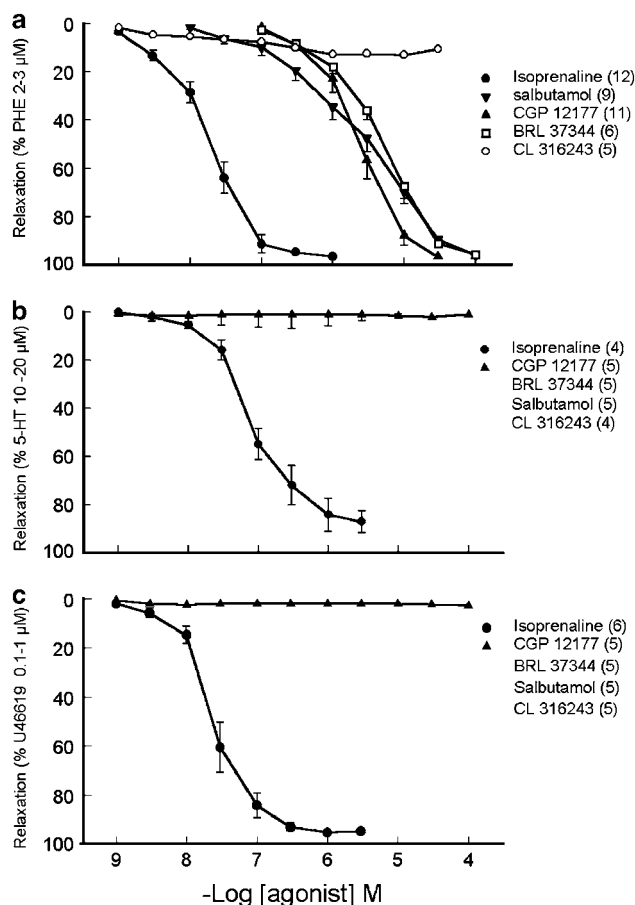 a
0
20
40
60
80
100
Relaxation (% PHE 2-3 µM)
Isoprenaline (12)
salbutamol (9)
CGP 12177 (11)
BRL 37344 (6)
CL 316243 (5)
b
0
20
40
60
80
100
Relaxation (% 5-HT 10 -20 µM)
Isoprenaline (4)
CGP 12177 (5)
BRL 37344 (5)
Salbutamol (5)
CL 316243 (4)
c
0
20
40
60
80
100
Relaxation (% U46619 0.1-1 µM)
Isoprenaline (6)
CGP 12177 (5)
BRL 37344 (5)
Salbutamol (5)
CL 316243 (5)
9 8 7 6 5 4
-Log [agonist] M